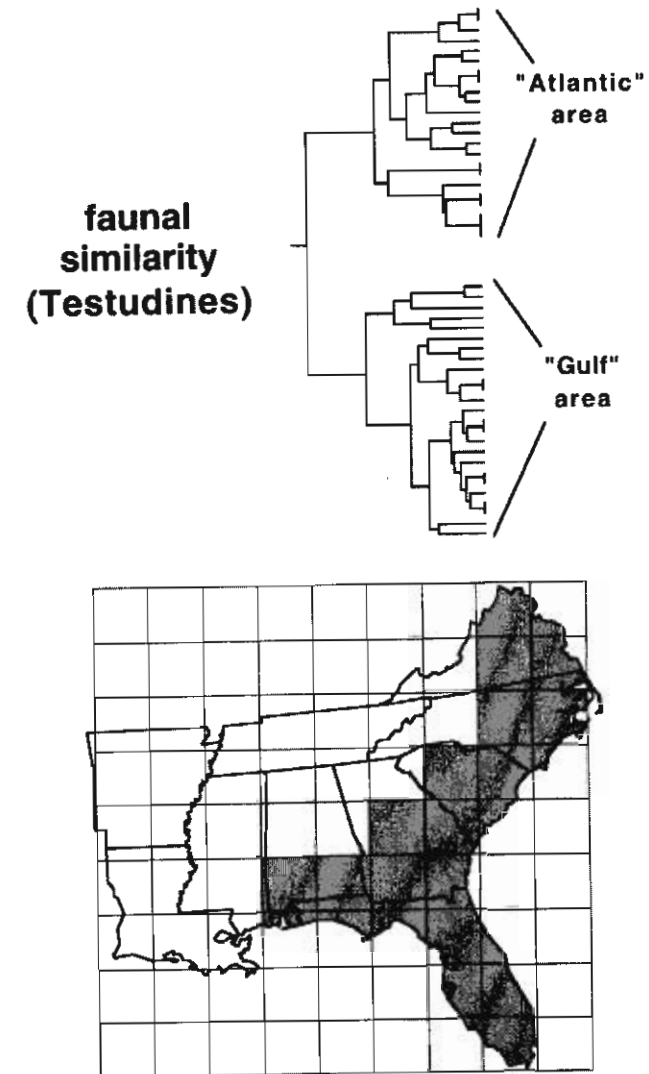 "Atlantic"
area
faunal
similarity
(Testudines)
"Gulf"
area